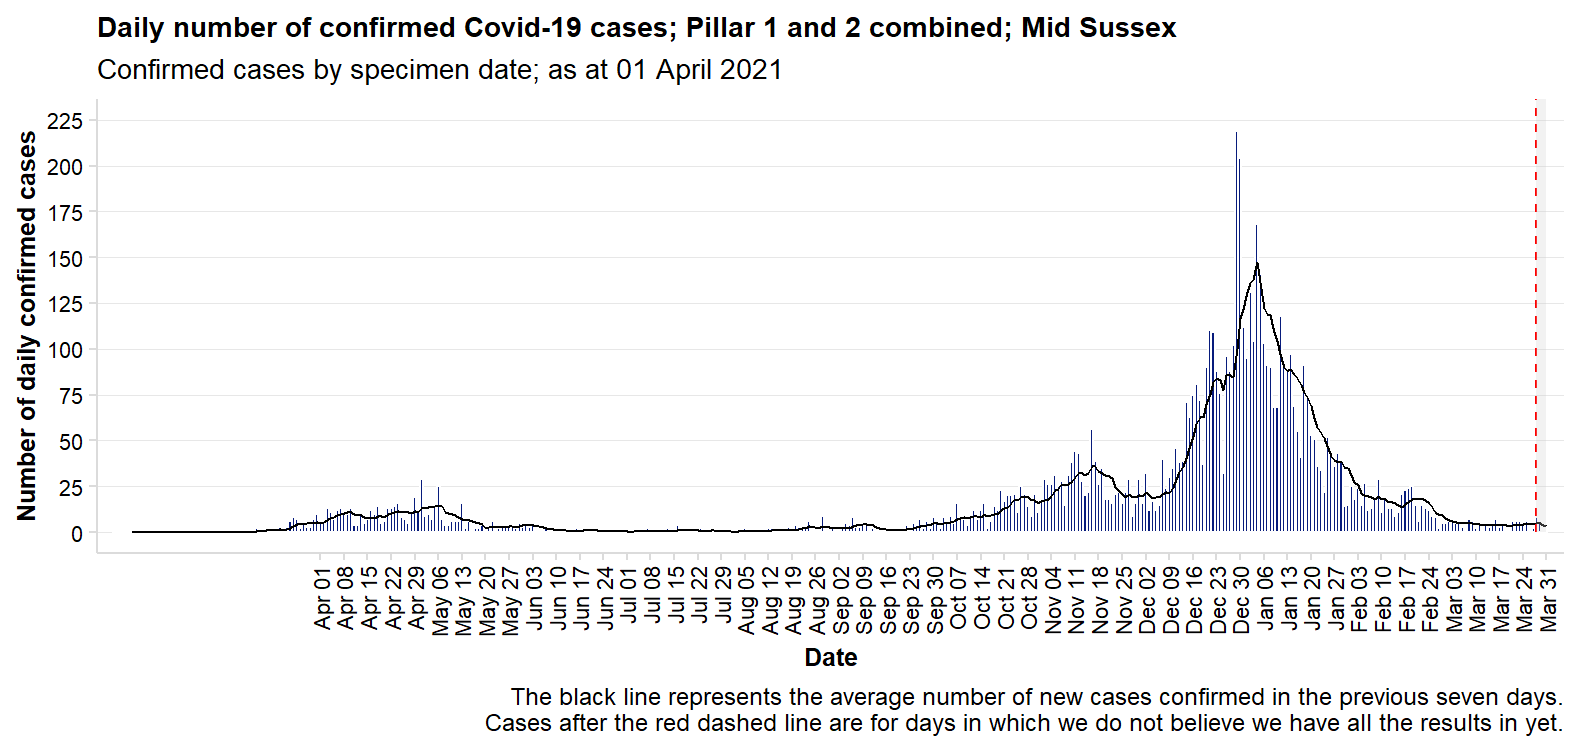 Daily number of confirmed Covid-19 cases; Pillar 1 and 2 combined; Mid Sussex
Confirmed cases by specimen date; as at 01 April 2021
Number of daily confirmed cases
225
200
175
150
125
100
75
50
25
0
Apr 01
Apr 08
Apr 15
Apr 22
Apr 29
May 06
May 13
May 20
May 27
Jun 03
Jun 10
Jun 17
Jun 24
Jul 01
Jul 08
Jul 15
Jul 22
Jul 29
Aug 05
Aug 12
Aug 19
Aug 26
Sep 02
Sep 09
Sep 16
Sep 23
Sep 30
Oct 07
Oct 14
Oct 21
Oct 28
Nov 04
Nov 11
Nov 18
Nov 25
Dec 02
Dec 09
Dec 16
Dec 23
Dec 30
Jan 06
Jan 13
Jan 20
Jan 27
Feb 03
Feb 10
Feb 17
Feb 24
Mar 03
Mar 10
Mar 17
Mar 24
Mar 31
Date
The black line represents the average number of new cases confirmed in the previous seven days.
Cases after the red dashed line are for days in which we do not believe we have all the results in yet.